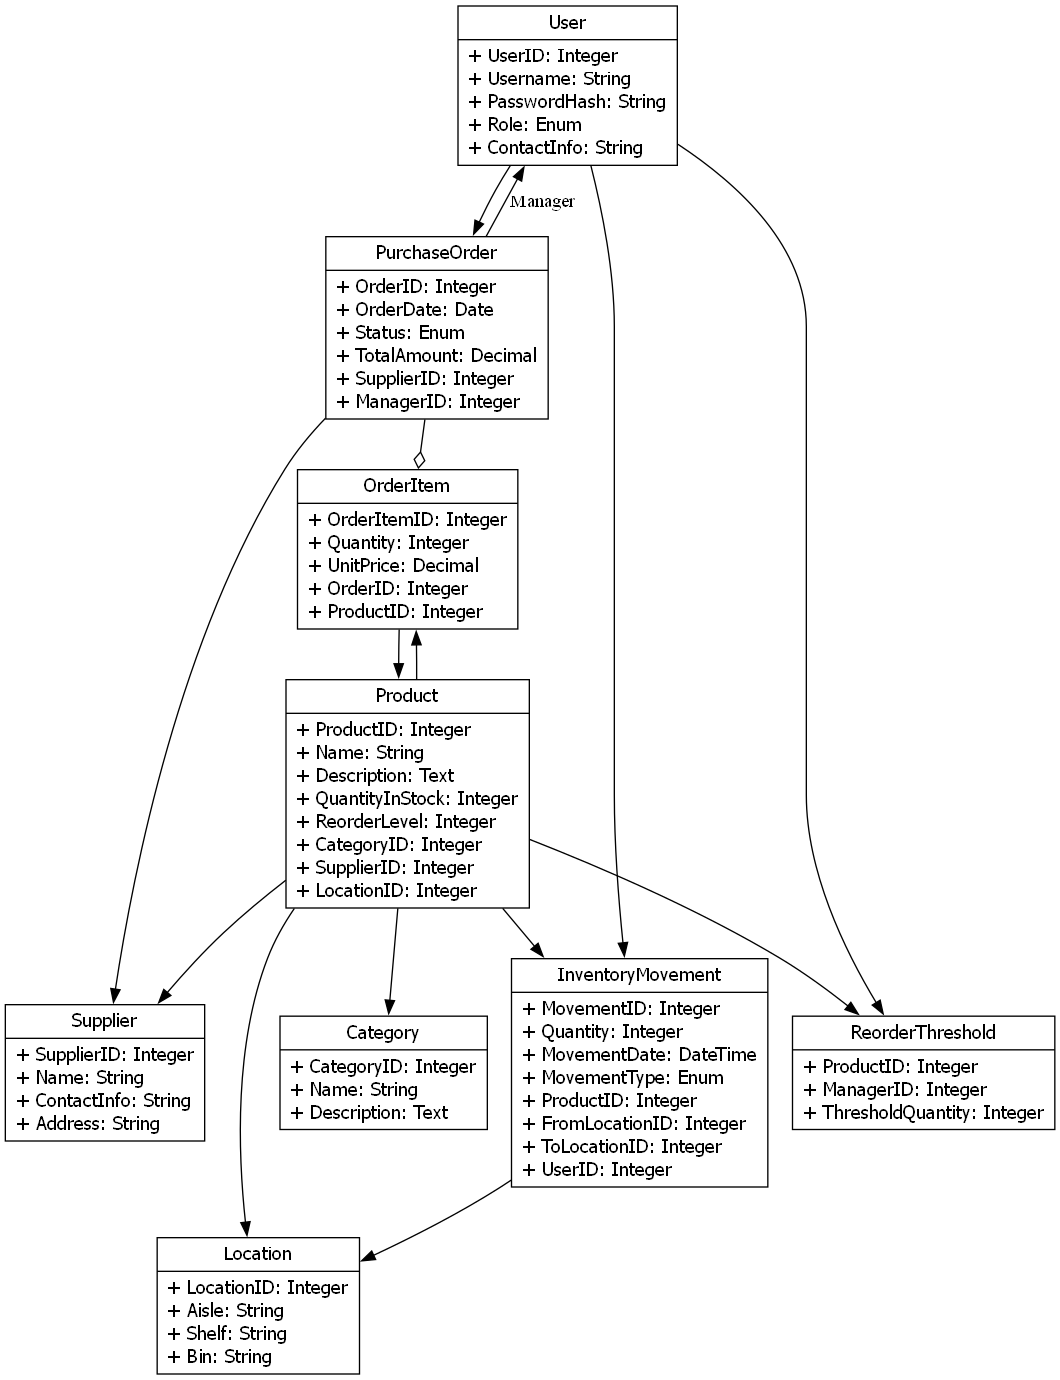 User
+ UserID: Integer
+ Username: String
+ PasswordHash: String
+ Role: Enum
+ ContactInfo: String
Manager
PurchaseOrder
+ OrderID: Integer
+ OrderDate: Date
+ Status: Enum
+ TotalAmount: Decimal
+ SupplierID: Integer
+ ManagerID: Integer
OrderItem
+ OrderItemID: Integer
+ Quantity: Integer
+ UnitPrice: Decimal
+ OrderID: Integer
+ ProductID: Integer
Product
+ ProductID: Integer
+ Name: String
+ Description: Text
+ QuantityInStock: Integer
+ ReorderLevel: Integer
+ CategoryID: Integer
+ SupplierID: Integer
+ LocationID: Integer
Supplier
+ SupplierID: Integer
+ Name: String
+ ContactInfo: String
+ Address: String
Category
+ CategoryID: Integer
+ Name: String
+ Description: Text
InventoryMovement
+ MovementID: Integer
+ Quantity: Integer
+ MovementDate: DateTime
+ MovementType: Enum
+ ProductID: Integer
+ FromLocationID: Integer
+ ToLocationID: Integer
+ UserID: Integer
ReorderThreshold
+ ProductID: Integer
+ ManagerID: Integer
+ ThresholdQuantity: Integer
Location
+ LocationID: Integer
+ Aisle: String
+ Shelf: String
+ Bin: String